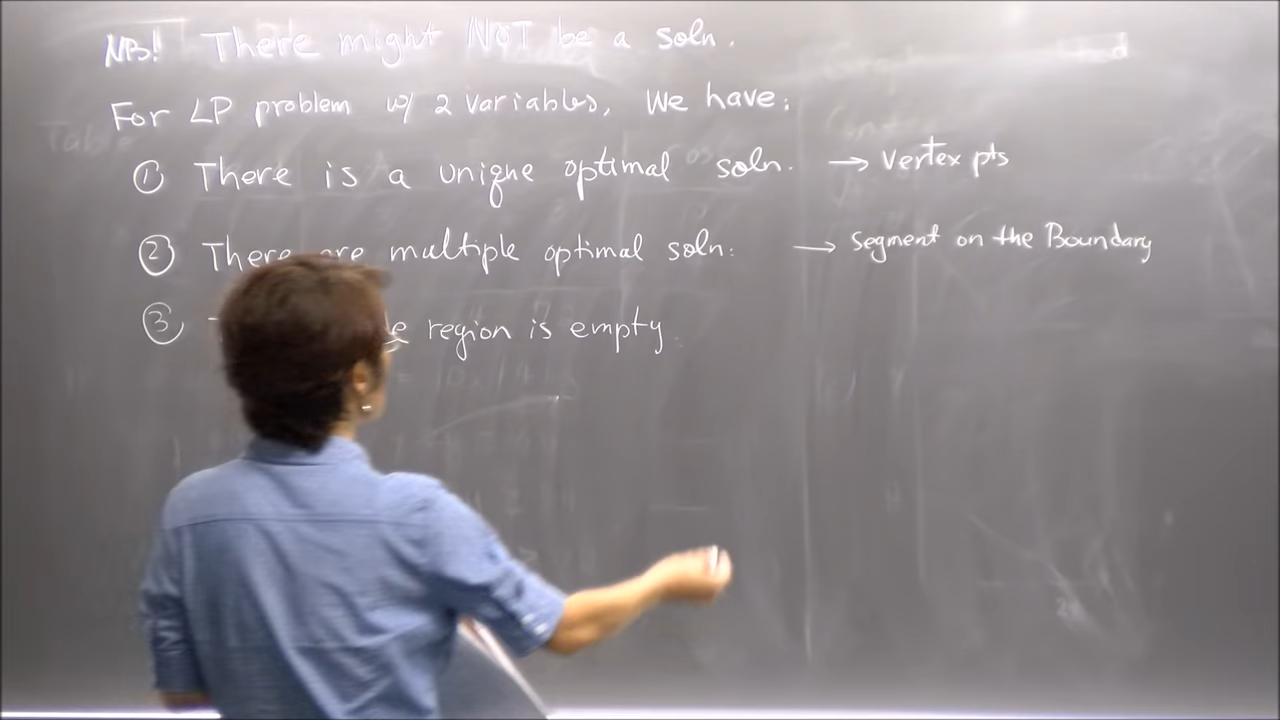 NB! There might NOT be a soln.
For LP problem w/ 2 variables, We have:
① There is a unique optimal soln. → vertex pts
② There are multiple optimal soln. → segment on the Boundary
③ region is empty.